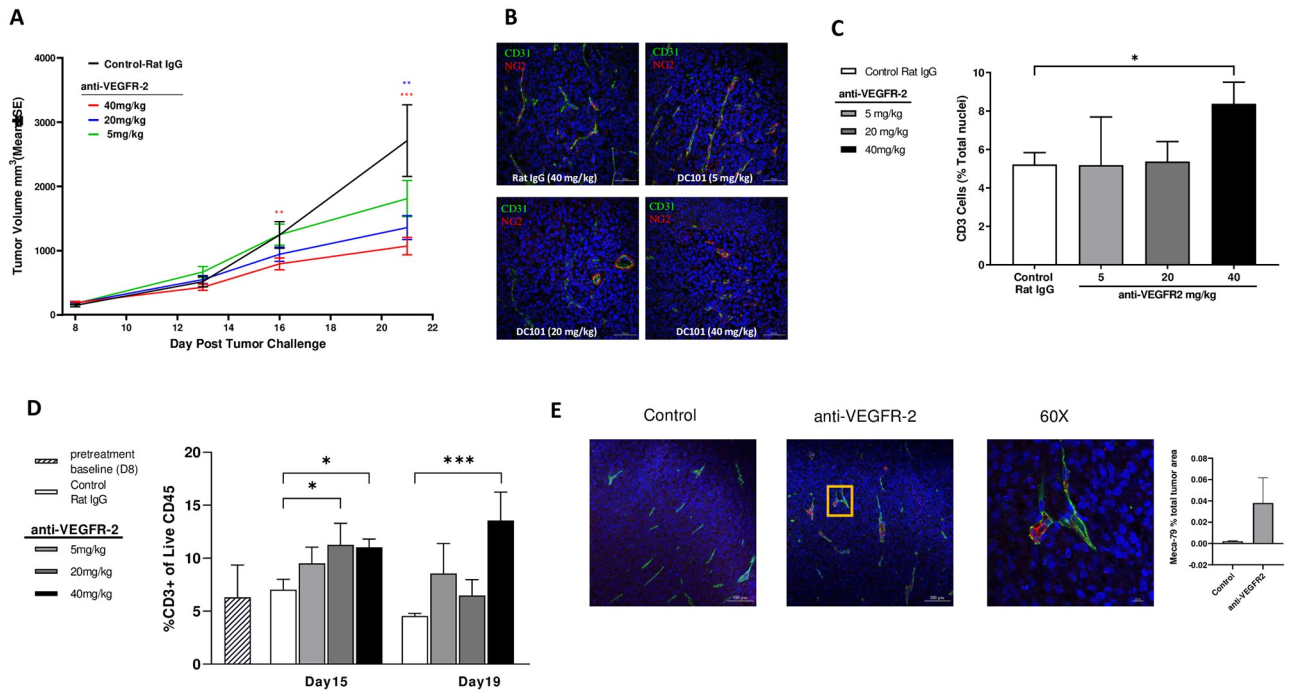 A
Control-Rat IgG
anti-VEGFR-2
40mg/kg
20mg/kg
5mg/kg
**
***
**
4000
3000
2000
1000
0
8
10
12
14
16
18
20
22
Day Post Tumor Challenge
B
CD31
NG2
Rat IgG (40 mg/kg)
CD31
NG2
DC101 (5 mg/kg)
CD31
NG2
DC101 (20 mg/kg)
CD31
NG2
DC101 (40 mg/kg)
C
Control Rat IgG
anti-VEGFR-2
5 mg/kg
20 mg/kg
40mg/kg
CD3 Cells (% Total nuclei)
10
8
6
4
2
0
*
Control
Rat IgG
5
20
40
anti-VEGFR2 mg/kg
D
pretreatment
baseline (D8)
Control
Rat IgG
anti-VEGFR-2
5mg/kg
20mg/kg
40mg/kg
%CD3+ of Live CD45
20
15
10
5
0
*
*
***
Day15
Day19
E
Control
anti-VEGFR-2
60X
Meca-79 % total tumor area
0.08
0.06
0.04
0.02
0.00
-0.02
Control
anti-VEGFR2